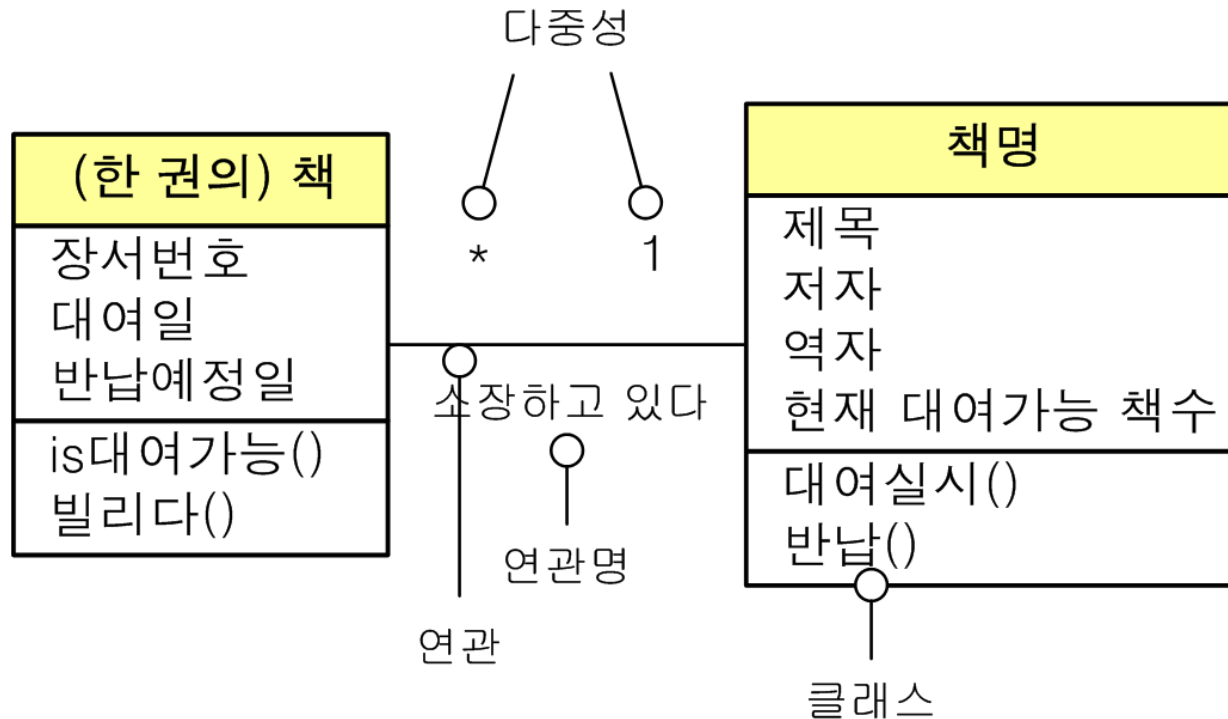 다중성
(한 권의) 책
장서번호
대여일
반납예정일
is대여가능()
빌리다()
*
1
소장하고 있다
연관명
연관
책명
제목
저자
역자
현재 대여가능 책수
대여실시()
반납()
클래스